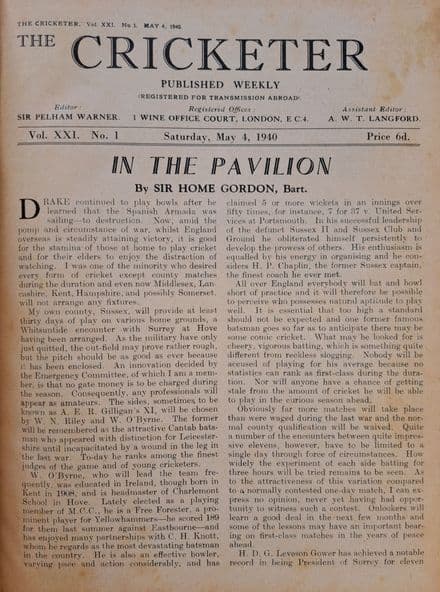 THE CRICKETER, Vol. XXI. No. 1. MAY 4, 1940.
THE CRICKETER
PUBLISHED WEEKLY
(REGISTERED FOR TRANSMISSION ABROAD).
Editor:
SIR PELHAM WARNER.
Registered Offices:
1 WINE OFFICE COURT, LONDON, E.C.4.
Assistant Editor:
A. W. T. LANGFORD.
Vol. XXI. No. 1
Saturday, May 4, 1940
Price 6d.
IN THE PAVILION
By SIR HOME GORDON, Bart.
DRAKE continued to play bowls after he
learned that the Spanish Armada was
sailing—to destruction. Now, amid the
pomp and circumstance of war, whilst England
overseas is steadily attaining victory, it is good
for the stamina of those at home to play cricket
and for their elders to enjoy the distraction of
watching. I was one of the minority who desired
every form of cricket except county matches
during the duration and even now Middlesex, Lan-
cashire, Kent, Hampshire, and possibly Somerset,
will not arrange any fixtures.
My own county, Sussex, will provide at least
thirty days of play on various home grounds, a
Whitsuntide encounter with Surrey at Hove
having been arranged. As the military have only
just quitted, the out-field may prove rather rough,
but the pitch should be as good as ever because
it has been enclosed. An innovation decided by
the Emergency Committee, of which I am a mem-
ber, is that no gate money is to be charged during
the season. Consequently, any professionals will
appear as amateurs. The sides, sometimes, to be
known as A. E. R. Gilligan's XI, will be chosen
by W. N. Riley and W. O'Byrne. The former
will be remembered as the attractive Cantab bats-
man who appeared with distinction for Leicester-
shire until incapacitated by a wound in the leg in
the last war. To-day he ranks among the finest
judges of the game and of young cricketers.
W. O'Byrne, who will lead the team fre-
quently, was educated in Ireland, though born in
Kent in 1908, and is headmaster of Charlemont
School in Hove. Lately elected as a playing
member of M.C.C., he is a Free Forester, a pro-
minent player for Yellowhammers—he scored 189
for them last summer against Eastbourne—and
has enjoyed many partnerships with C. H. Knott,
whom he regards as the most devastating batsman
in the country. He is also an effective bowler,
varying pace and action considerably, and has
claimed 5 or more wickets in an innings over
fifty times, for instance, 7 for 37 v. United Ser-
vices at Portsmouth. In his successful leadership
of the defunct Sussex II and Sussex Club and
Ground he obliterated himself persistently to
develop the prowess of others. His enthusiasm is
equalled by his energy in organising and he con-
siders H. P. Chaplin, the former Sussex captain,
the finest coach he ever met.
All over England everybody will bat and bowl
short of practice and it will therefore be possible
to perceive who possesses natural aptitude to play
well. It is essential that too high a standard
should not be expected and one former famous
batsman goes so far as to anticipate there may be
some comic cricket. What may be looked for is
cheery, vigorous batting, which is something quite
different from reckless slogging. Nobody will be
accused of playing for his average because no
statistics can rank as first-class during the dura-
tion. Nor will anyone have a chance of getting
stale from the amount of cricket he will be able
to play in the curious season ahead.
Obviously far more matches will take place
than were waged during the last war and the nor-
mal county qualification will be waived. Quite
a number of the encounters between quite impres-
sive elevens, however, have to be limited to a
single day through force of circumstances. How
widely the experiment of each side batting for
three hours will be tried remains to be seen. As
to the attractiveness of this variation compared
to a normally contested one-day match, I can ex-
press no opinion, never yet having had oppor-
tunity to witness such a contest. Onlookers will
learn a good deal in the next few months and
some of the lessons may have an important bear-
ing on first-class matches in the years of peace
ahead.
H. D. G. Leveson Gower has achieved a notable
record in being President of Surrey for eleven